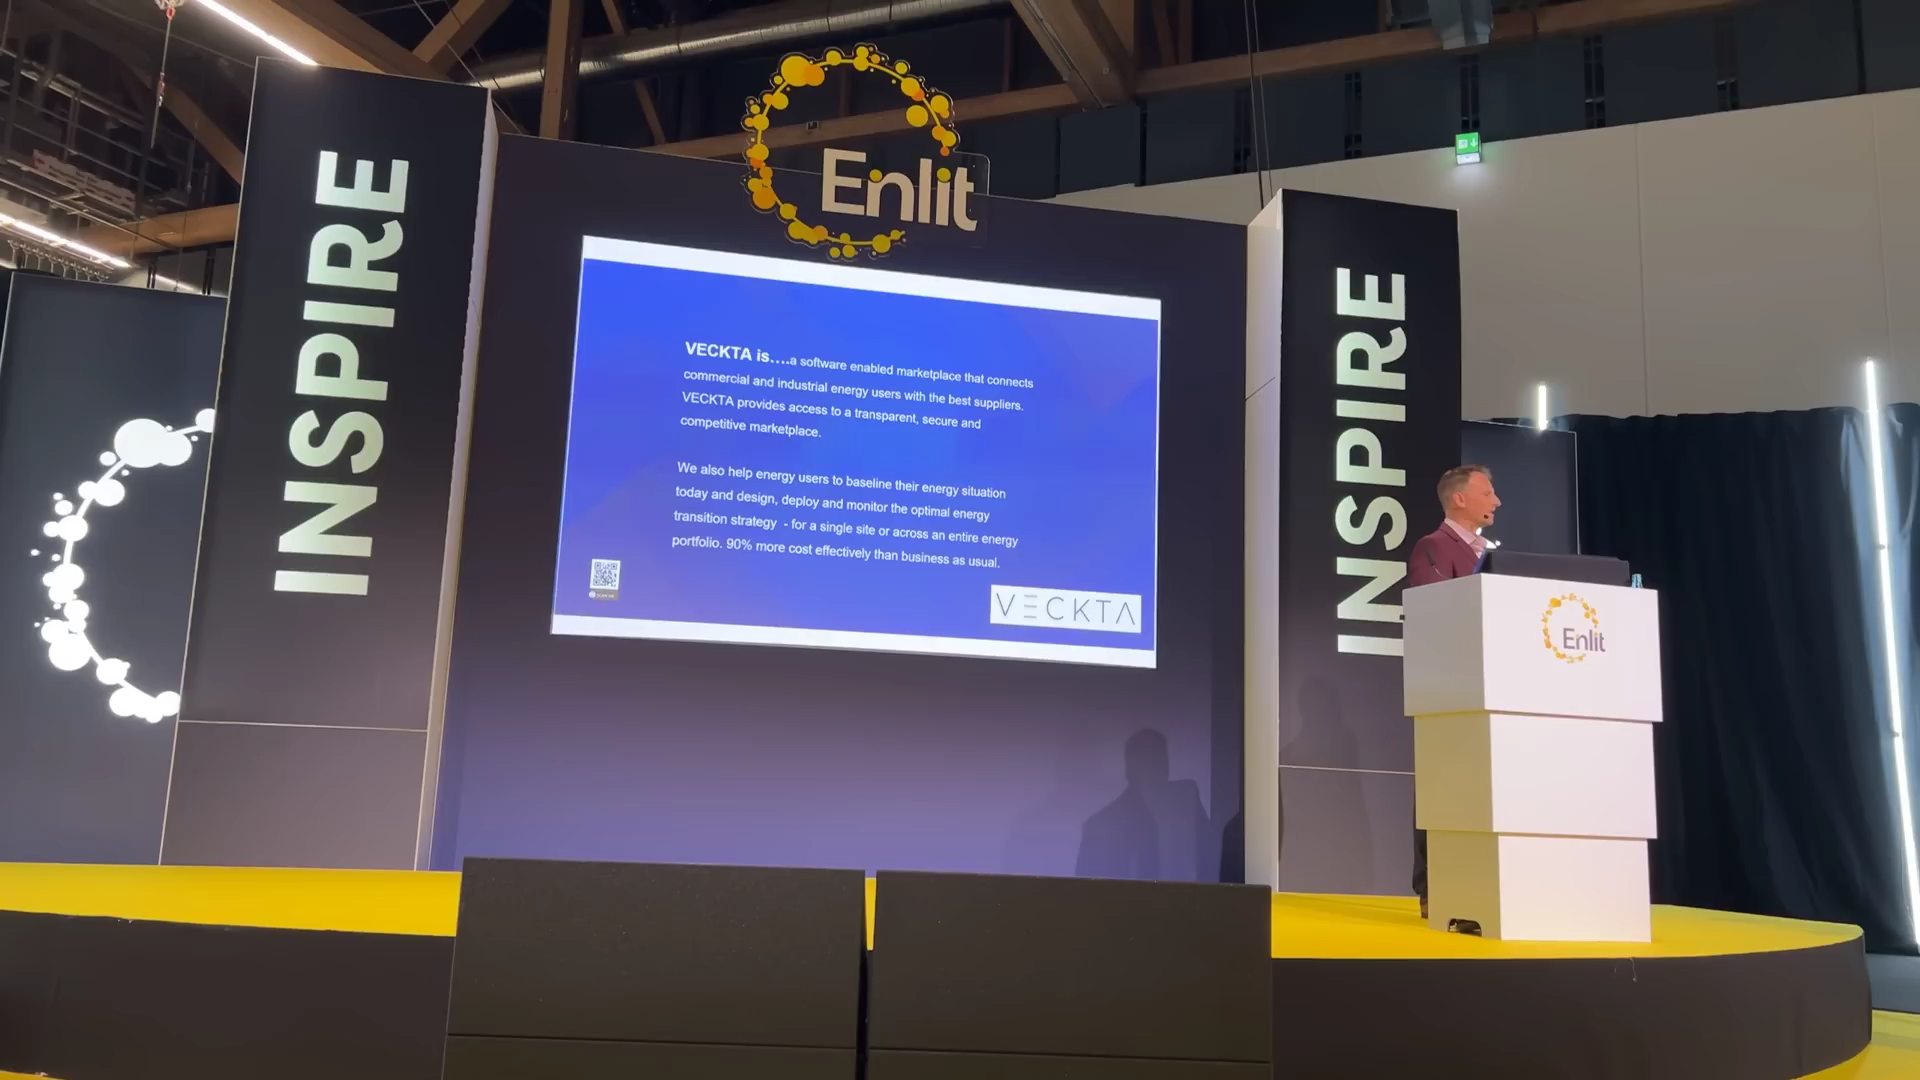 INSPIRE
Enlit
VECKTA is....a software enabled marketplace that connects
commercial and industrial energy users with the best suppliers.
VECKTA provides access to a transparent, secure and
competitive marketplace.
We also help energy users to baseline their energy situation
today and design, deploy and monitor the optimal energy
transition strategy - for a single site or across an entire energy
portfolio. 90% more cost effectively than business as usual.
VECKTA
INSPIRE
Enlit